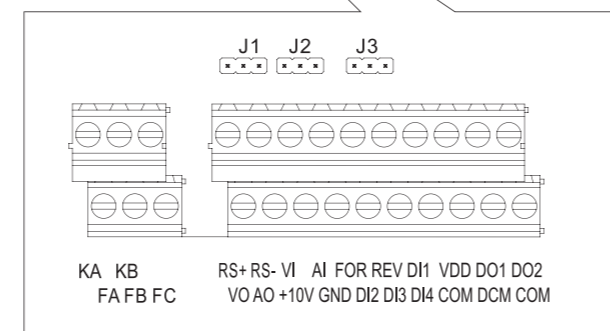 J1 J2 J3
KA KB RS+ RS- VI AI FOR REV DI1 VDD DO1 DO2
FA FB FC VO AO +10V GND DI2 DI3 DI4 COM DCM COM